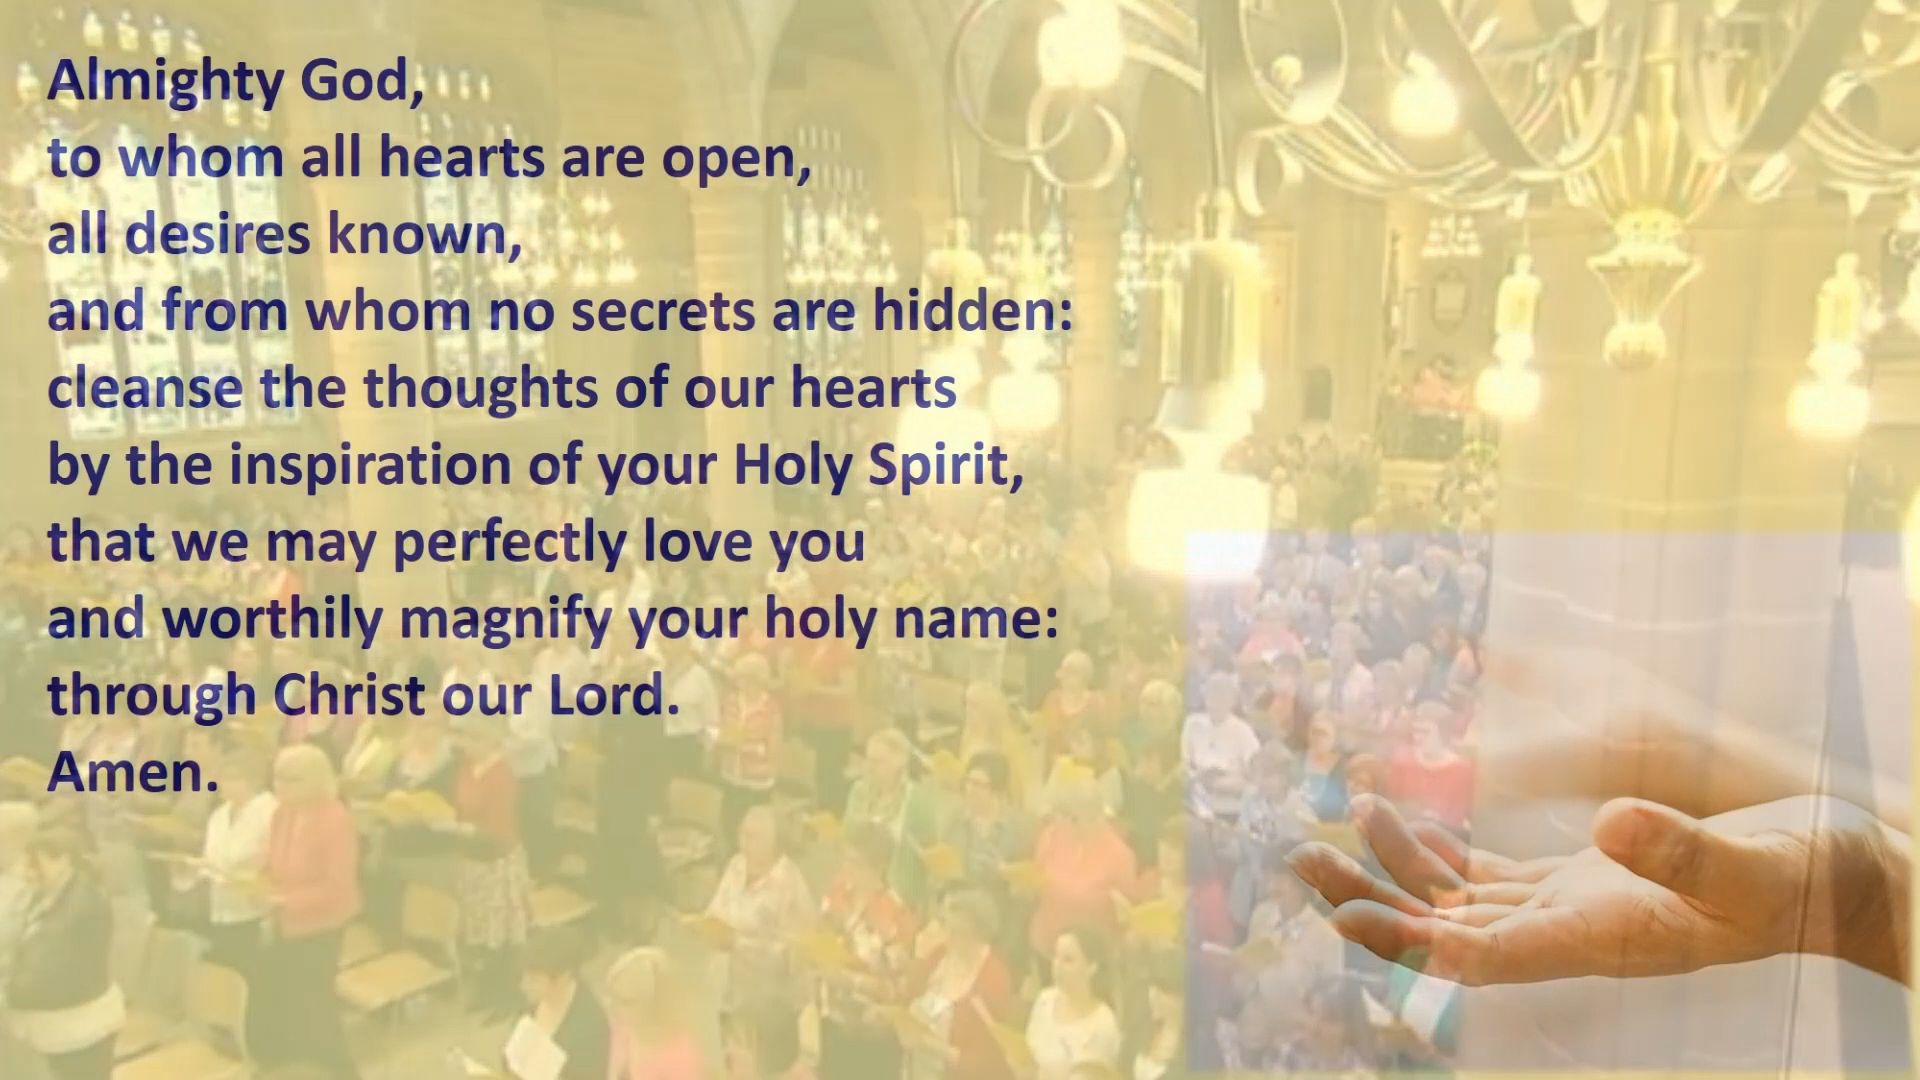 Almighty God,
to whom all hearts are open,
all desires known,
and from whom no secrets are hidden:
cleanse the thoughts of our hearts
by the inspiration of your Holy Spirit,
that we may perfectly love you
and worthily magnify your holy name:
through Christ our Lord.
Amen.